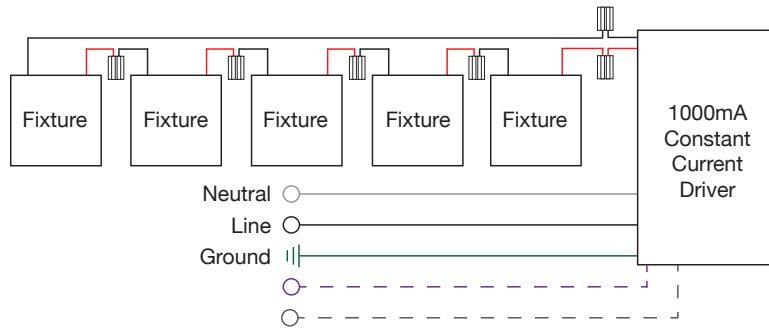 Fixture
Fixture
Fixture
Fixture
Fixture
1000mA
Constant
Current
Driver
Neutral
Line
Ground